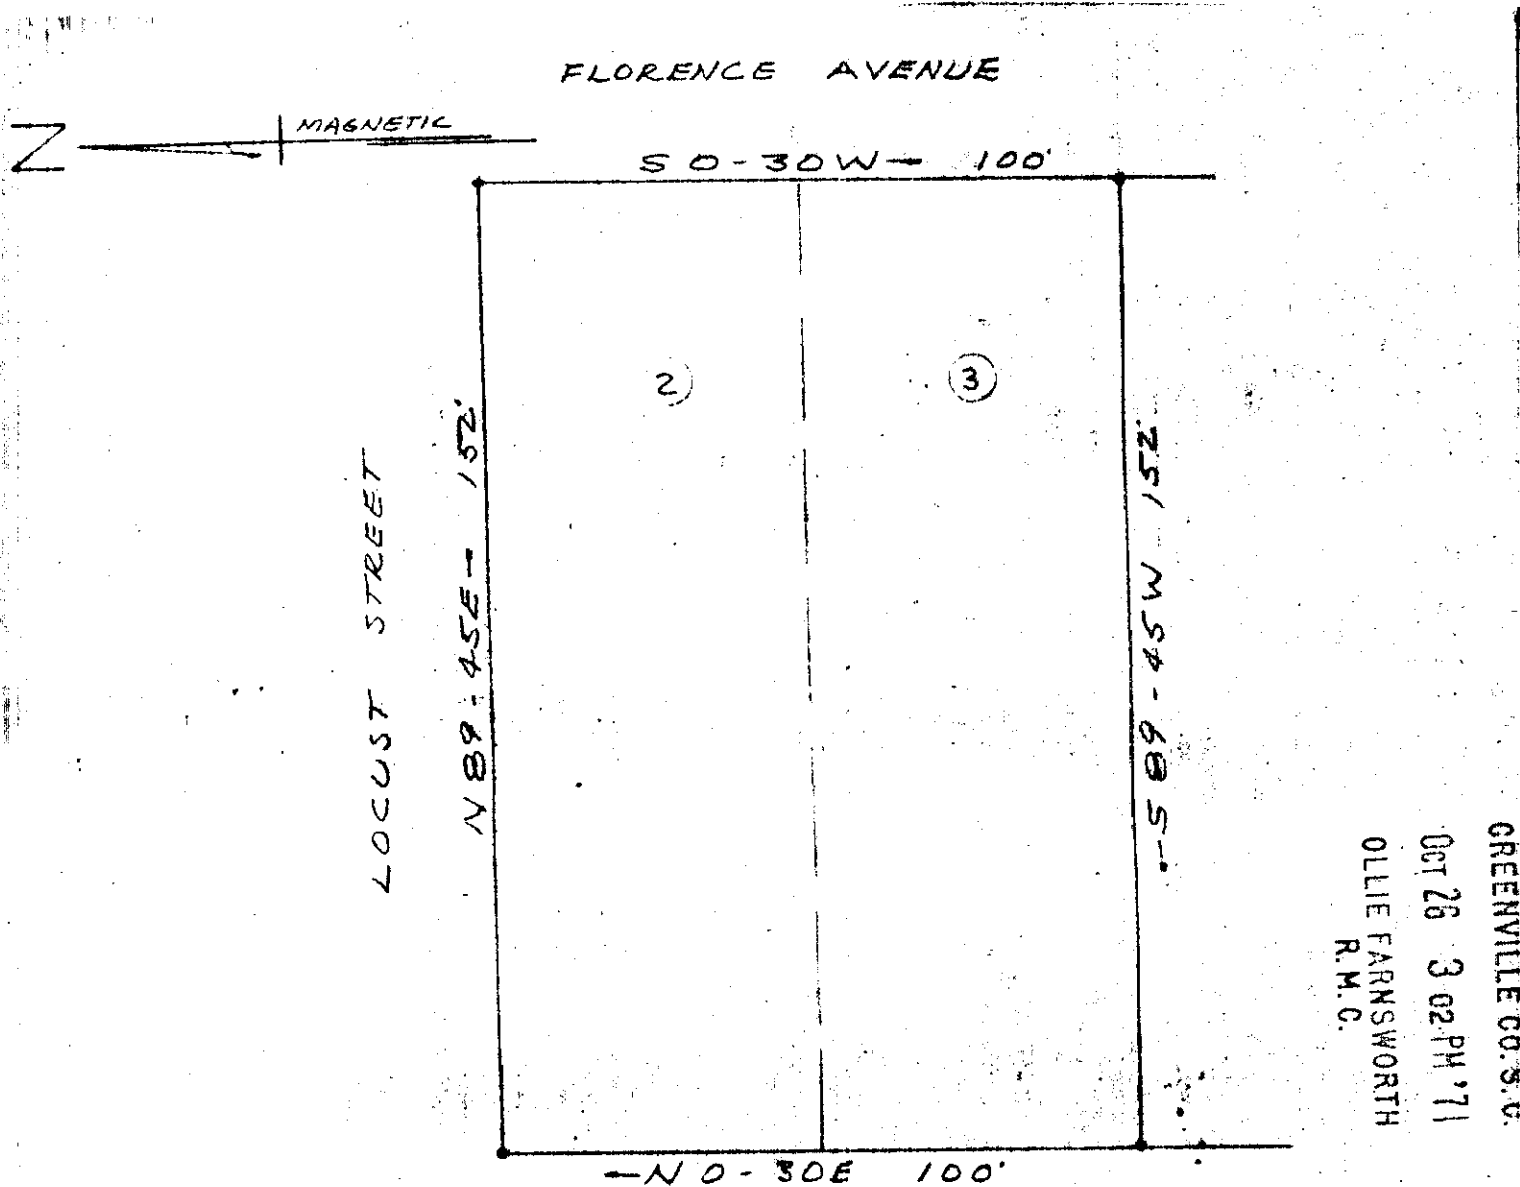 FLORENCE AVENUE
N
MAGNETIC
S 0-30W 100'
2
3
LOCUST STREET
N 89-45E- 152'
S 89-45W 152'
N 0-30E 100'
GREENVILLE CO. S. C.
OCT 26 3 02 PM '71
OLLIE FARNSWORTH
R. M. C.